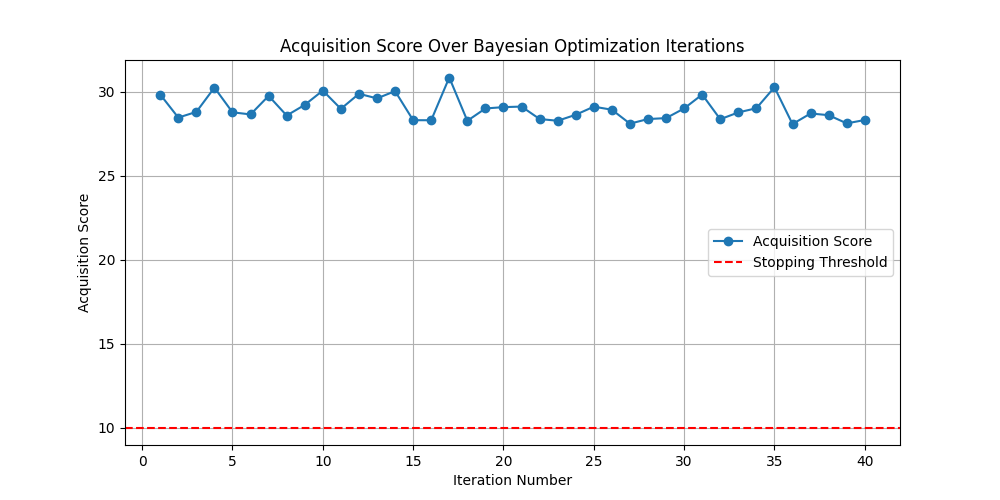 Acquisition Score Over Bayesian Optimization Iterations
Acquisition Score
30
25
20
15
10
Acquisition Score
Stopping Threshold
0 5 10 15 20 25 30 35 40
Iteration Number